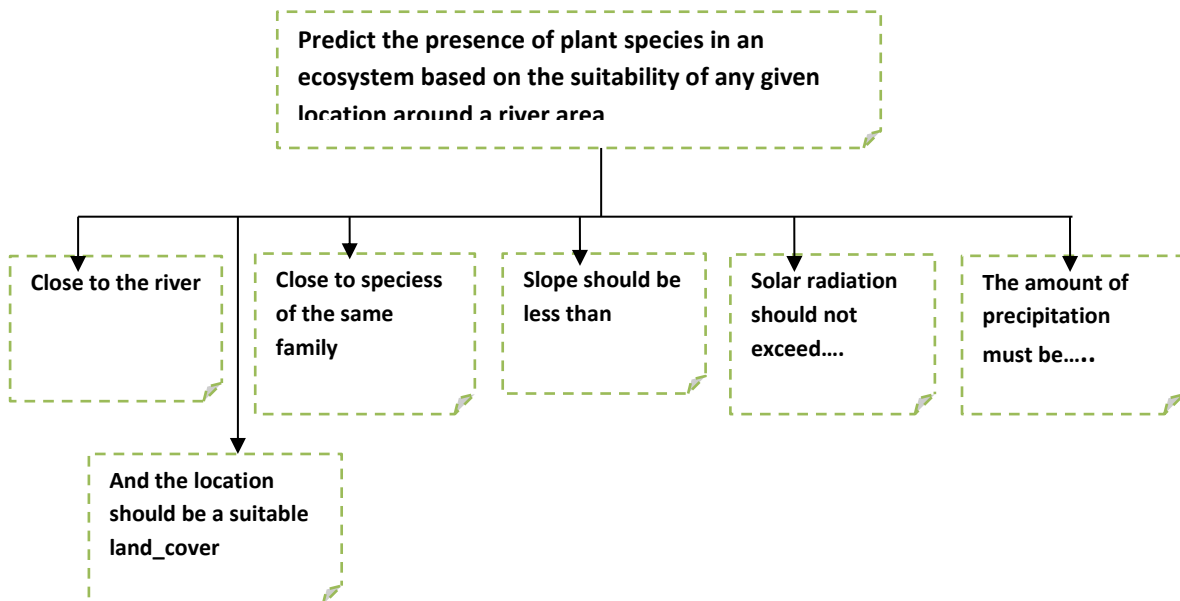 Predict the presence of plant species in an
ecosystem based on the suitability of any given
location around a river area
Close to the river
Close to speciess
of the same
family
Slope should be
less than
Solar radiation
should not
exceed….
The amount of
precipitation
must be…..
And the location
should be a suitable
land_cover